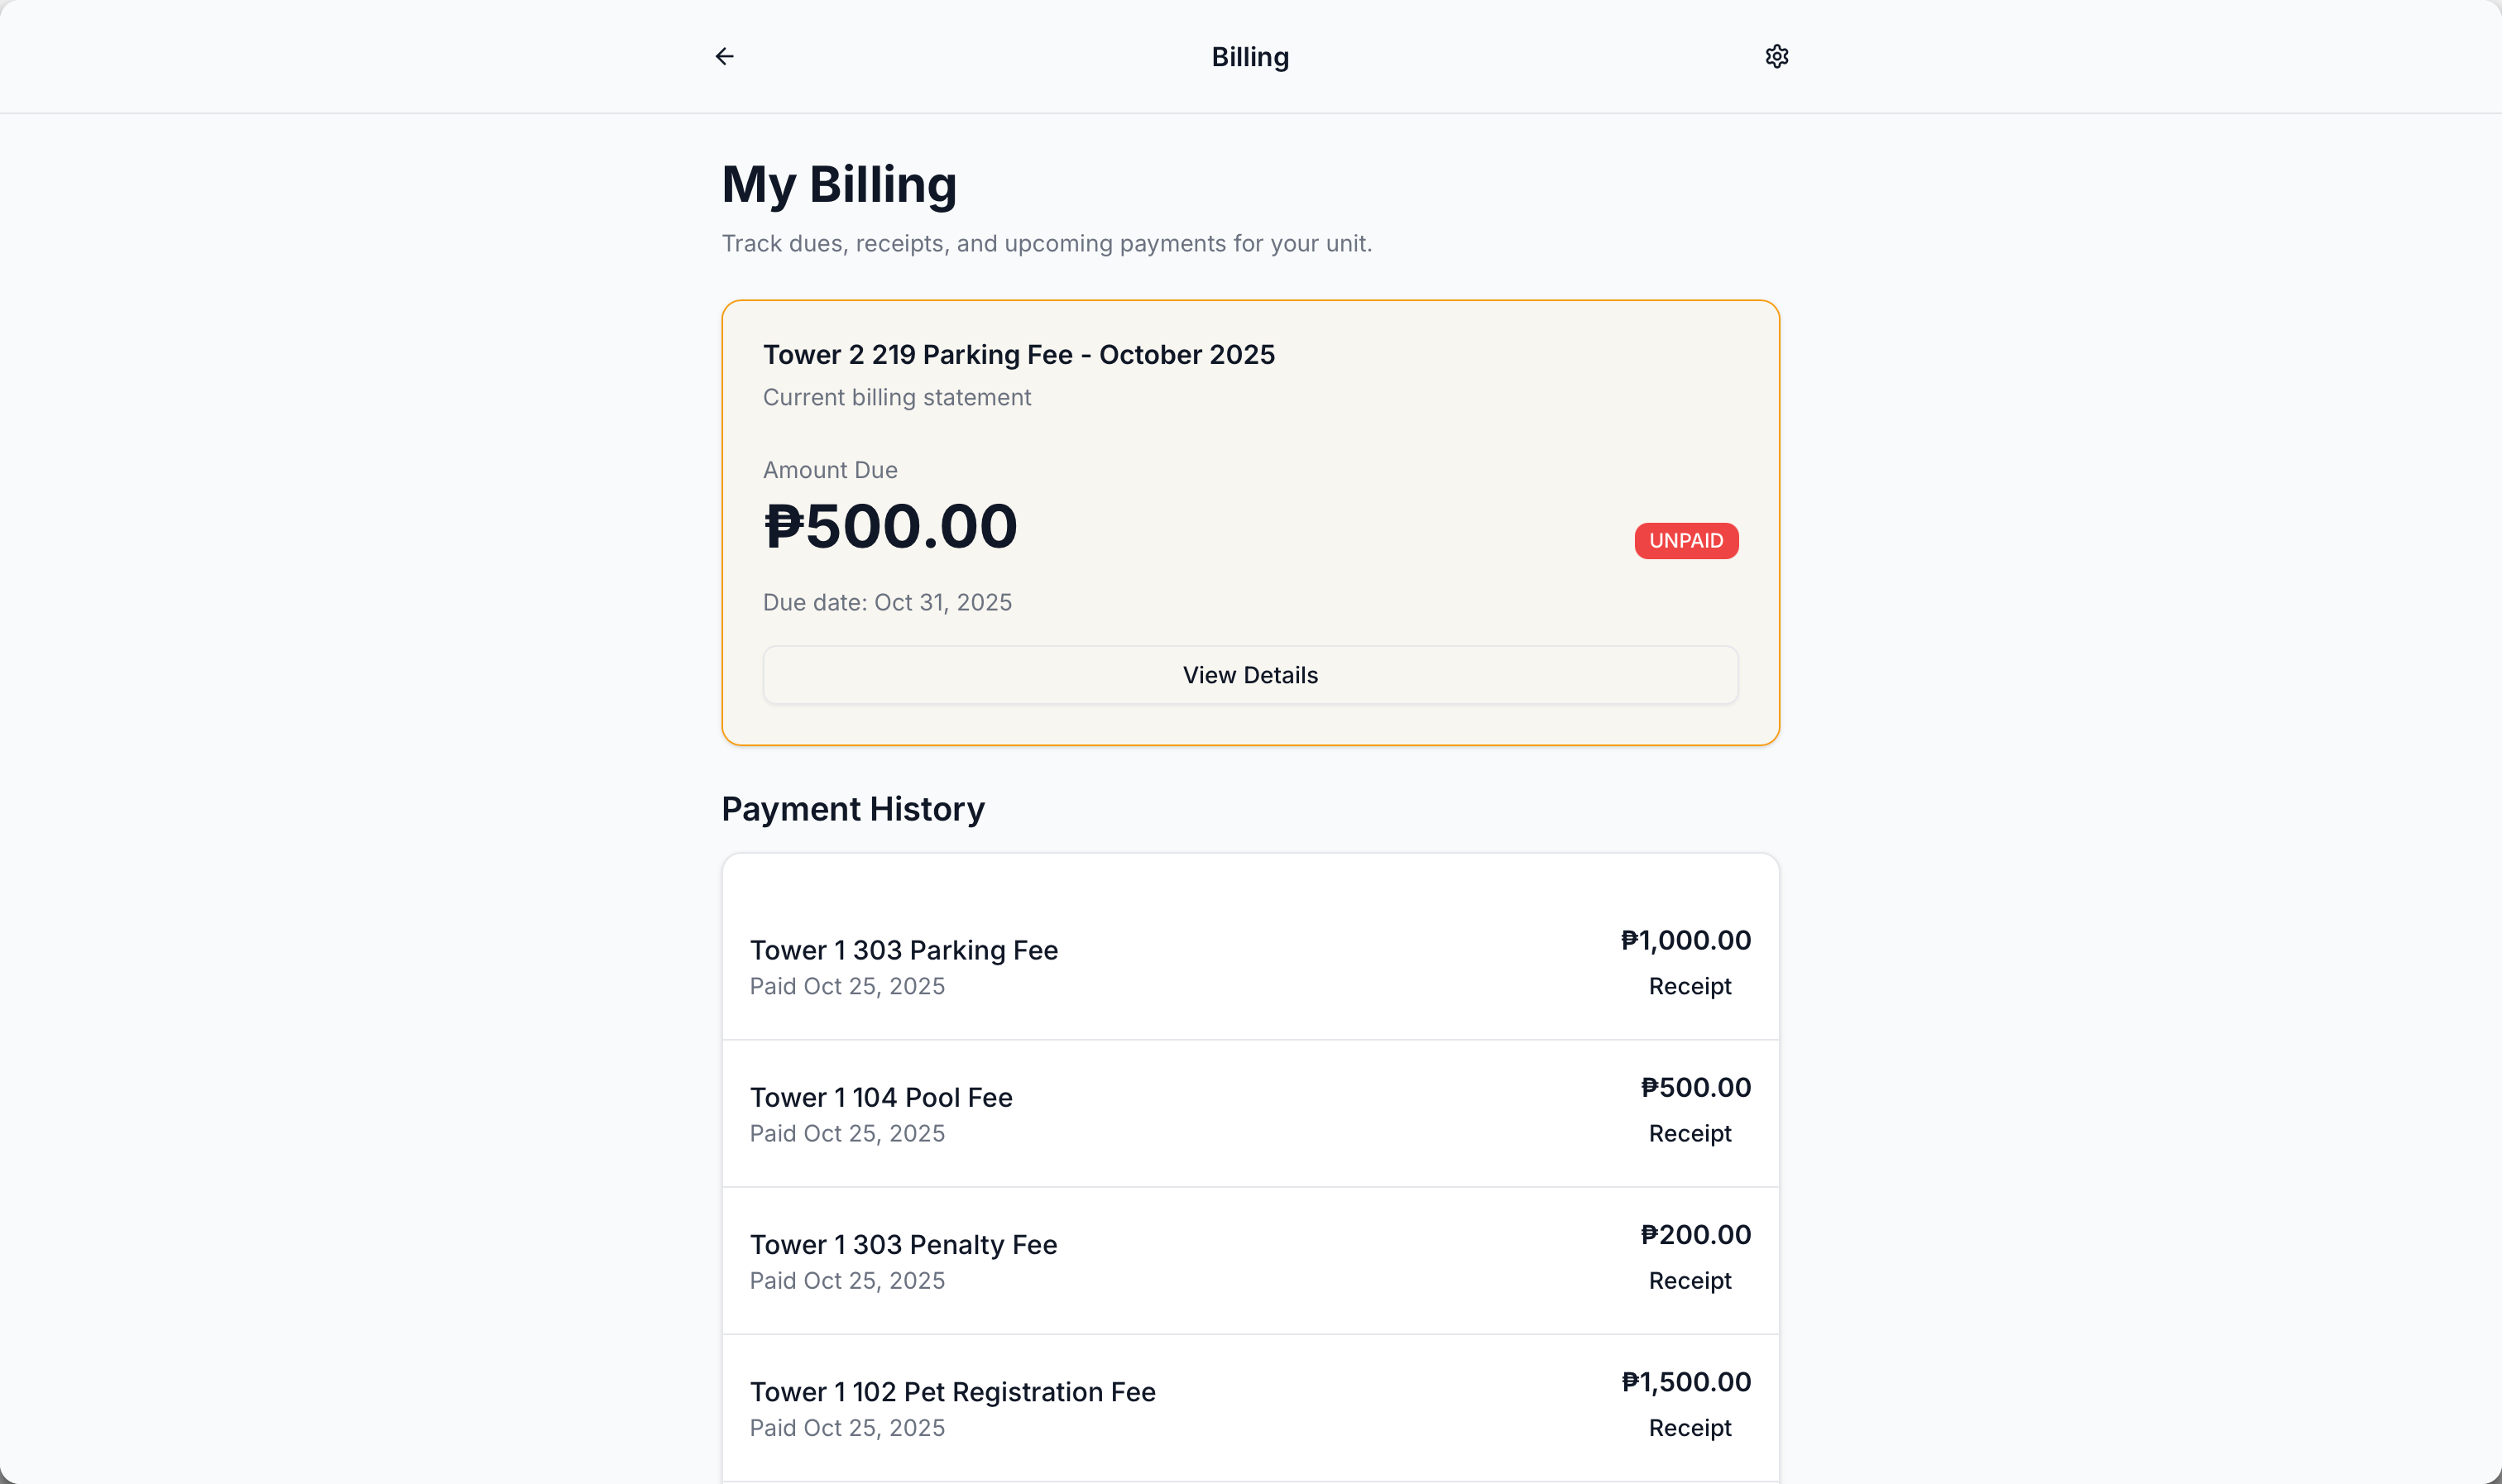 Billing
My Billing
Track dues, receipts, and upcoming payments for your unit.
Tower 2 219 Parking Fee - October 2025
Current billing statement
Amount Due
₱500.00
UNPAID
Due date: Oct 31, 2025
View Details
Payment History
Tower 1 303 Parking Fee
₱1,000.00
Paid Oct 25, 2025
Receipt
Tower 1 104 Pool Fee
₱500.00
Paid Oct 25, 2025
Receipt
Tower 1 303 Penalty Fee
₱200.00
Paid Oct 25, 2025
Receipt
Tower 1 102 Pet Registration Fee
₱1,500.00
Paid Oct 25, 2025
Receipt